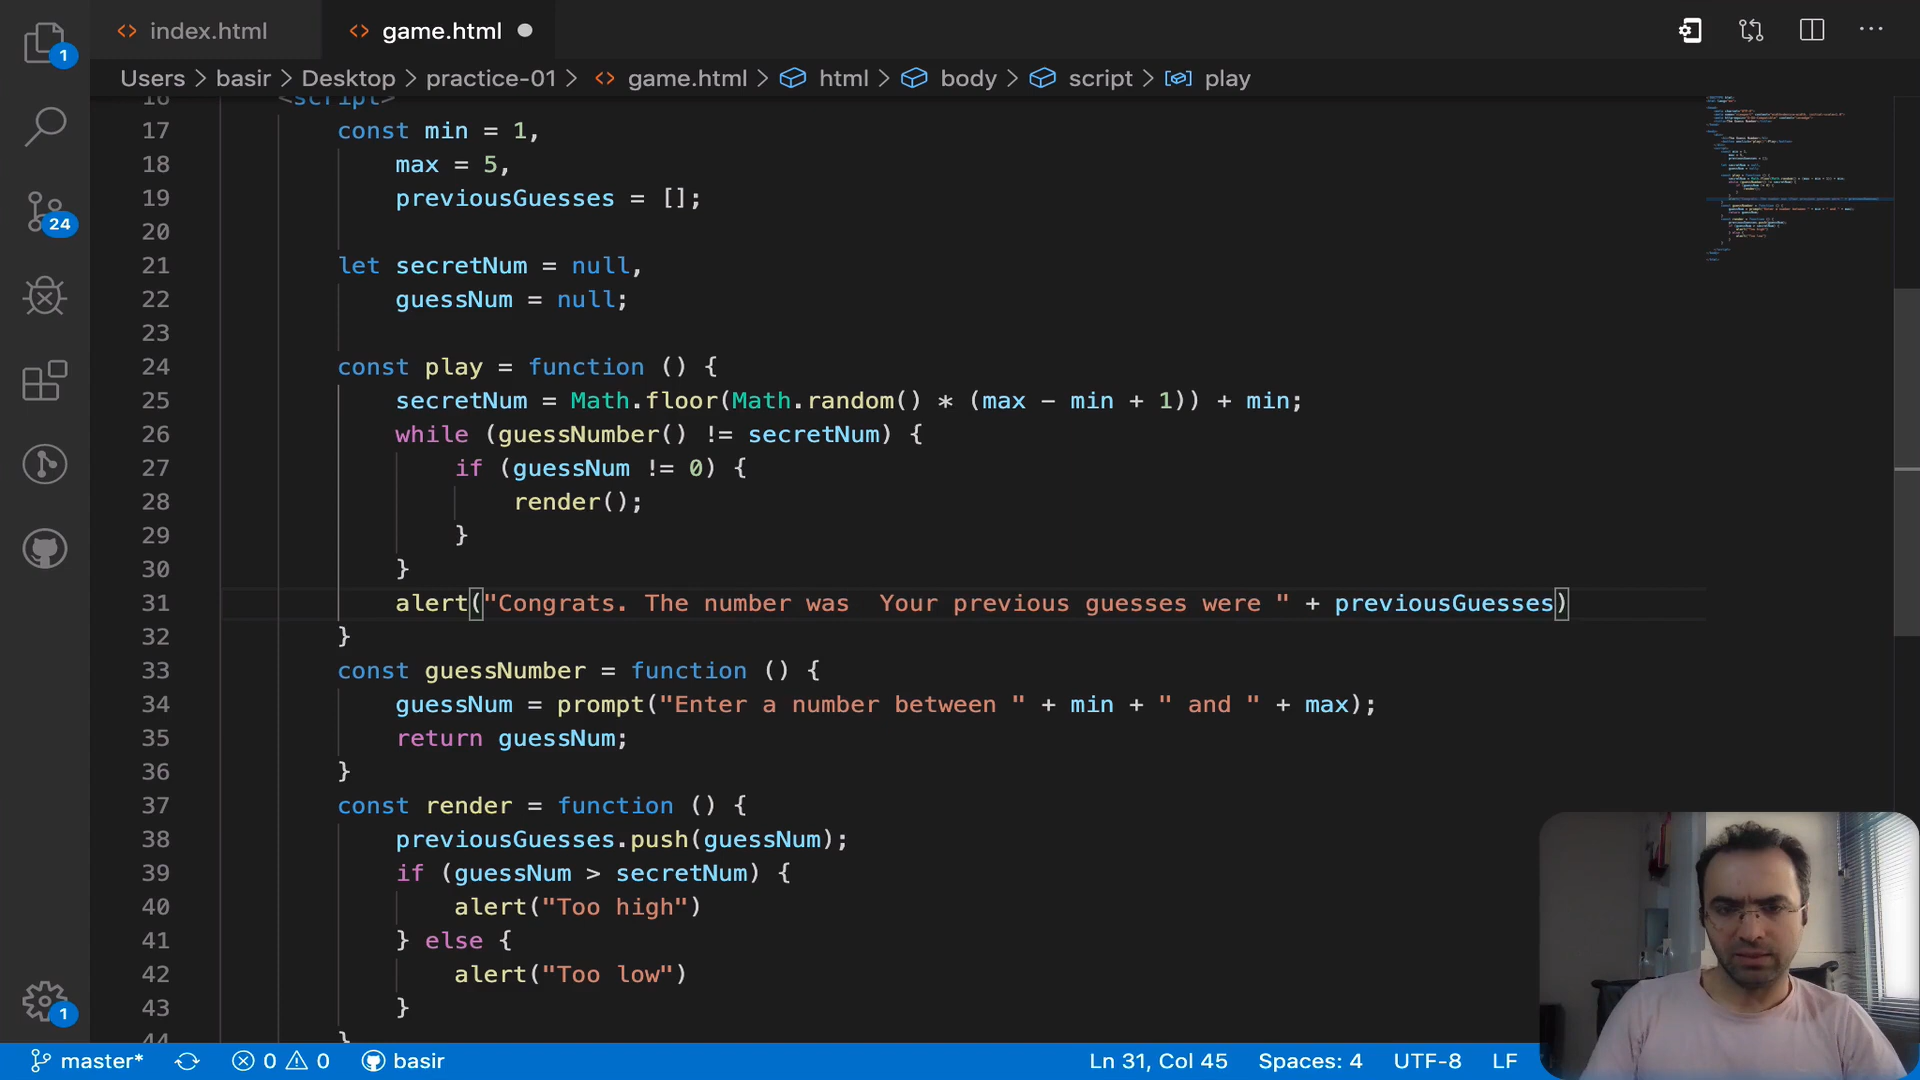 index.html
game.html
1
Users > basir > Desktop > practice-01 > <> game.html > html > body > script > play
16 <script>
17 const min = 1,
18 max = 5,
19 previousGuesses = [];
20
21 let secretNum = null,
22 guessNum = null;
23
24 const play = function () {
25 secretNum = Math.floor(Math.random() * (max - min + 1)) + min;
26 while (guessNumber() != secretNum) {
27 if (guessNum != 0) {
28 render();
29 }
30 }
31 alert("Congrats. The number was  Your previous guesses were " + previousGuesses)
32 }
33 const guessNumber = function () {
34 guessNum = prompt("Enter a number between " + min + " and " + max);
35 return guessNum;
36 }
37 const render = function () {
38 previousGuesses.push(guessNum);
39 if (guessNum > secretNum) {
40 alert("Too high")
41 } else {
42 alert("Too low")
43 }
44 }
24
1
master* 0 0 basir Ln 31, Col 45 Spaces: 4 UTF-8 LF